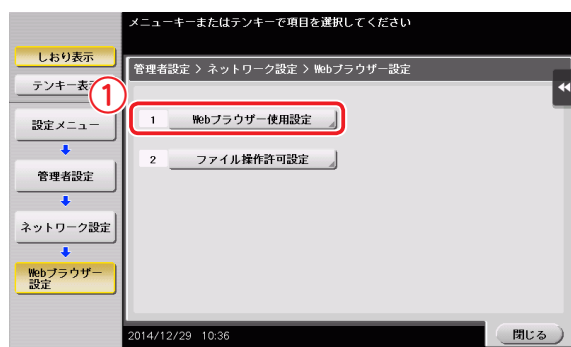 メニューキーまたはテンキーで項目を選択してください
しおり表示
テンキー表
管理者設定 > ネットワーク設定 > Webブラウザー設定
1
1 Webブラウザー使用設定
2 ファイル操作許可設定
設定メニュー
管理者設定
ネットワーク設定
Webブラウザー
設定
2014/12/29 10:36
閉じる